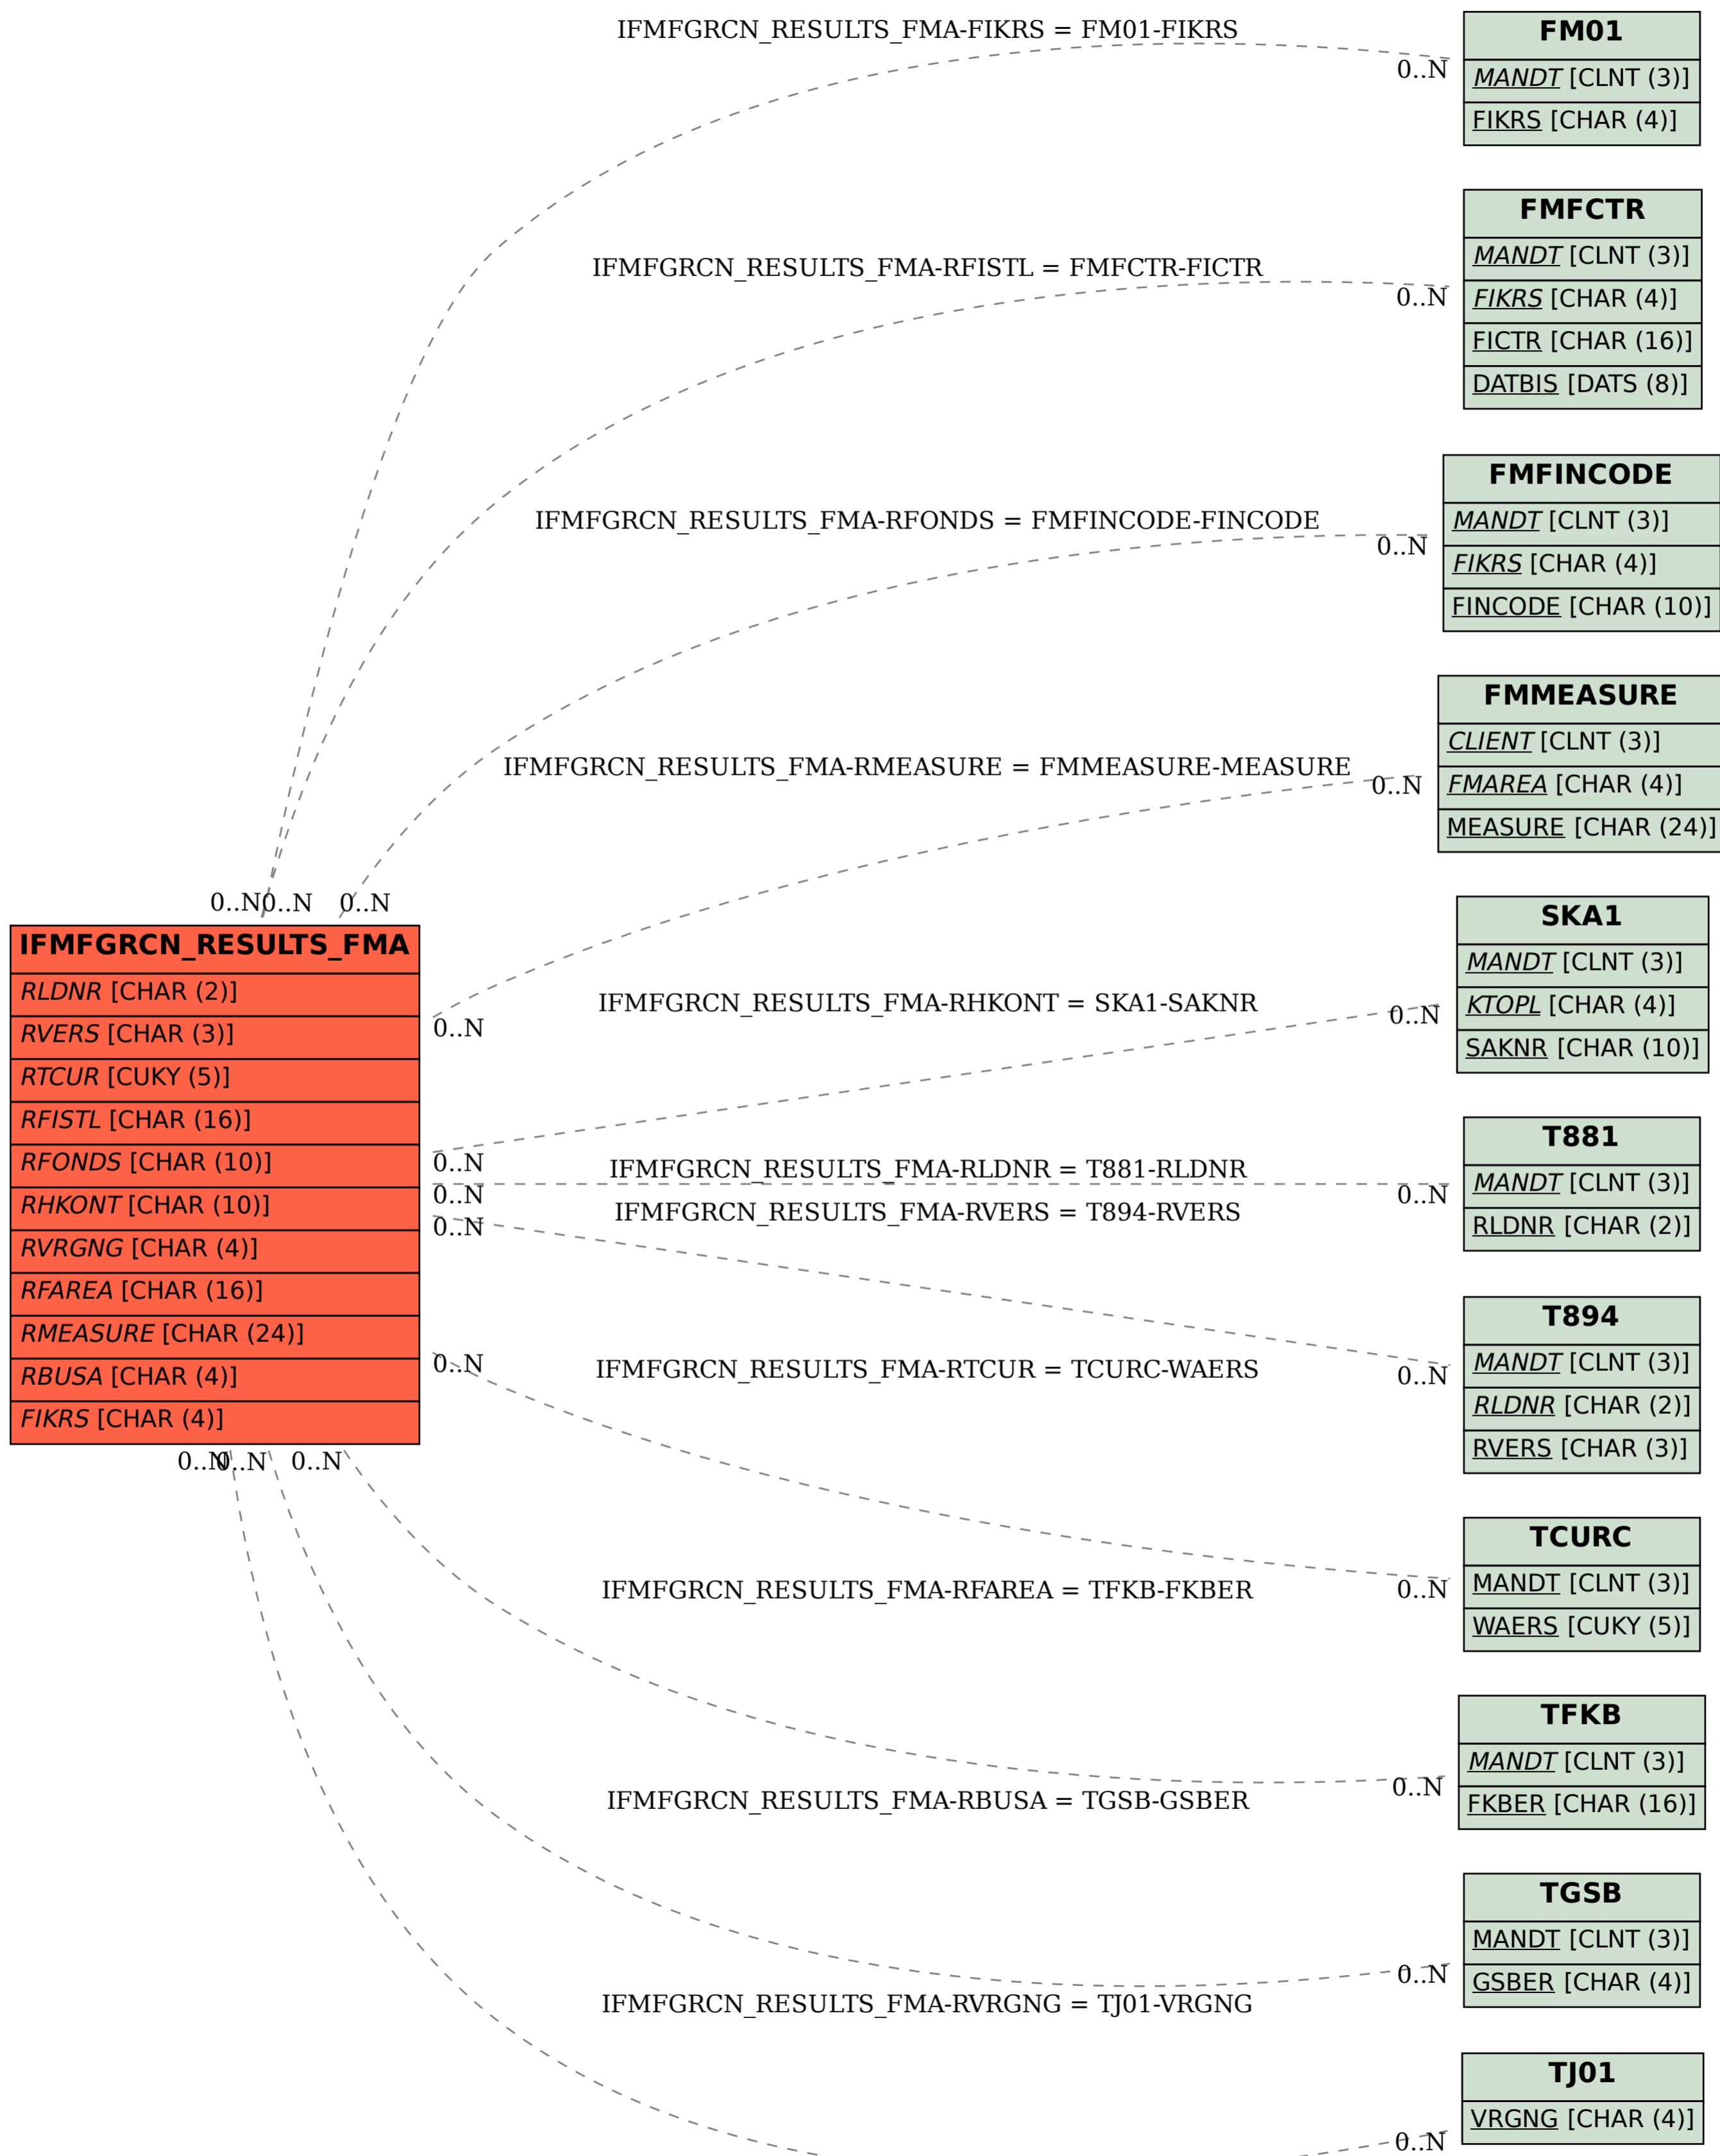 IFMFGRCN_RESULTS_FMA-FIKRS = FM01-FIKRS
0..N
FM01
MANDT [CLNT (3)]
FIKRS [CHAR (4)]
IFMFGRCN_RESULTS_FMA-RFISTL = FMFCTR-FICTR
0..N
FMFCTR
MANDT [CLNT (3)]
FIKRS [CHAR (4)]
FICTR [CHAR (16)]
DATBIS [DATS (8)]
IFMFGRCN_RESULTS_FMA-RFONDS = FMFINCODE-FINCODE
0..N
FMFINCODE
MANDT [CLNT (3)]
FIKRS [CHAR (4)]
FINCODE [CHAR (10)]
IFMFGRCN_RESULTS_FMA-RMEASURE = FMMEASURE-MEASURE
0..N
FMMEASURE
CLIENT [CLNT (3)]
FMAREA [CHAR (4)]
MEASURE [CHAR (24)]
0..N
0..N
0..N
IFMFGRCN_RESULTS_FMA
RLDNR [CHAR (2)]
RVERS [CHAR (3)]
RTCUR [CUKY (5)]
RFISTL [CHAR (16)]
RFONDS [CHAR (10)]
RHKONT [CHAR (10)]
RVRGNG [CHAR (4)]
RFAREA [CHAR (16)]
RMEASURE [CHAR (24)]
RBUSA [CHAR (4)]
FIKRS [CHAR (4)]
0..N
0..N
0..N
0..N
0..N
0..N
0..N
0..N
IFMFGRCN_RESULTS_FMA-RHKONT = SKA1-SAKNR
0..N
SKA1
MANDT [CLNT (3)]
KTOPL [CHAR (4)]
SAKNR [CHAR (10)]
IFMFGRCN_RESULTS_FMA-RLDNR = T881-RLDNR
0..N
T881
MANDT [CLNT (3)]
RLDNR [CHAR (2)]
IFMFGRCN_RESULTS_FMA-RVERS = T894-RVERS
0..N
T894
MANDT [CLNT (3)]
RLDNR [CHAR (2)]
RVERS [CHAR (3)]
IFMFGRCN_RESULTS_FMA-RTCUR = TCURC-WAERS
0..N
TCURC
MANDT [CLNT (3)]
WAERS [CUKY (5)]
IFMFGRCN_RESULTS_FMA-RFAREA = TFKB-FKBER
0..N
TFKB
MANDT [CLNT (3)]
FKBER [CHAR (16)]
IFMFGRCN_RESULTS_FMA-RBUSA = TGSB-GSBER
0..N
TGSB
MANDT [CLNT (3)]
GSBER [CHAR (4)]
IFMFGRCN_RESULTS_FMA-RVRGNG = TJ01-VRGNG
0..N
TJ01
VRGNG [CHAR (4)]